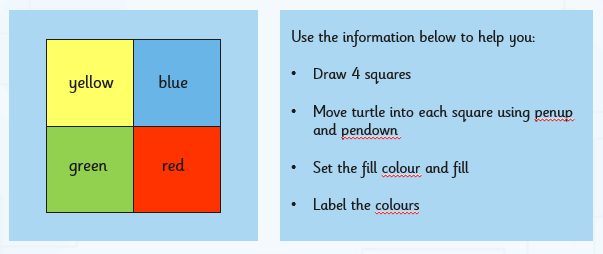 yellow blue
green red
Use the information below to help you:
• Draw 4 squares
• Move turtle into each square using penup
and pendown
• Set the fill colour and fill
• Label the colours